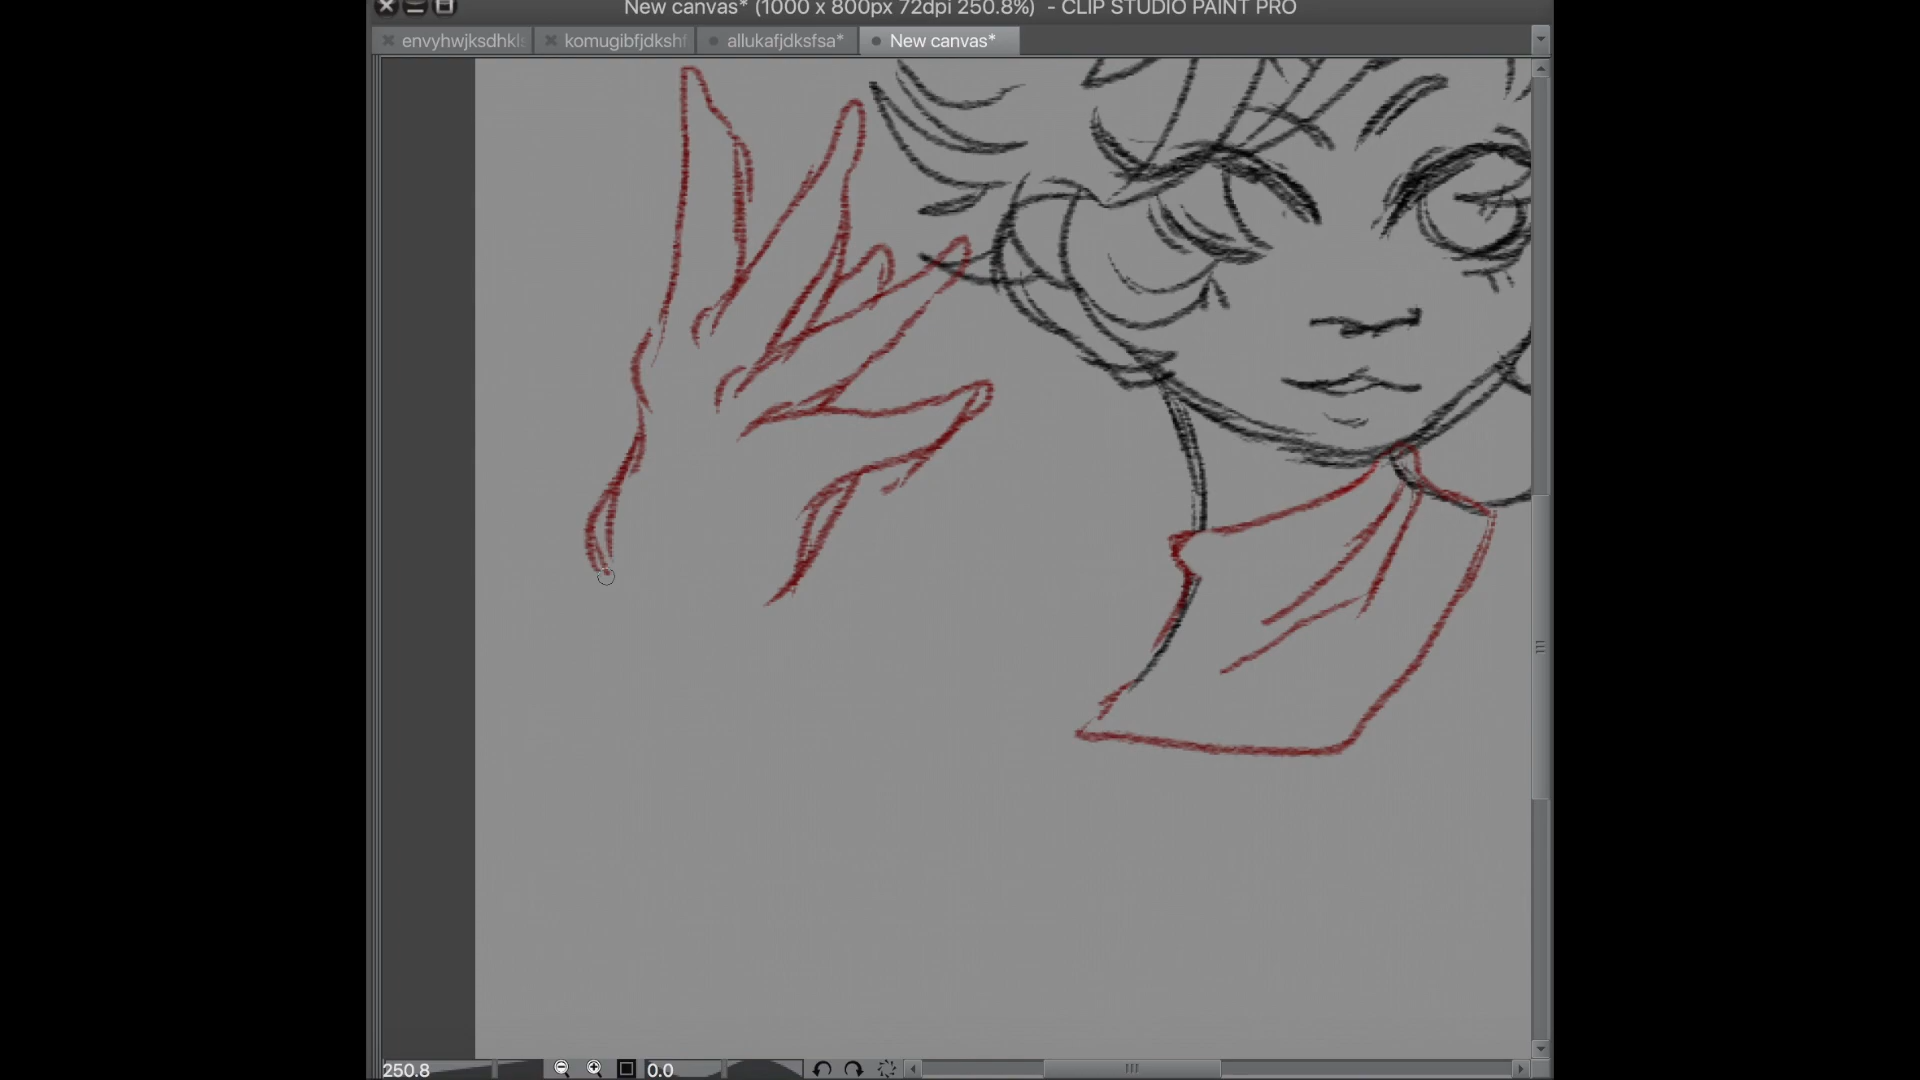 New canvas* (1000 x 800px 72dpi 250.8%) - CLIP STUDIO PAINT PRO
envyhwjksdhkls komugibfjdkshf allukafjdksfsa* New canvas*
250.8 0.0